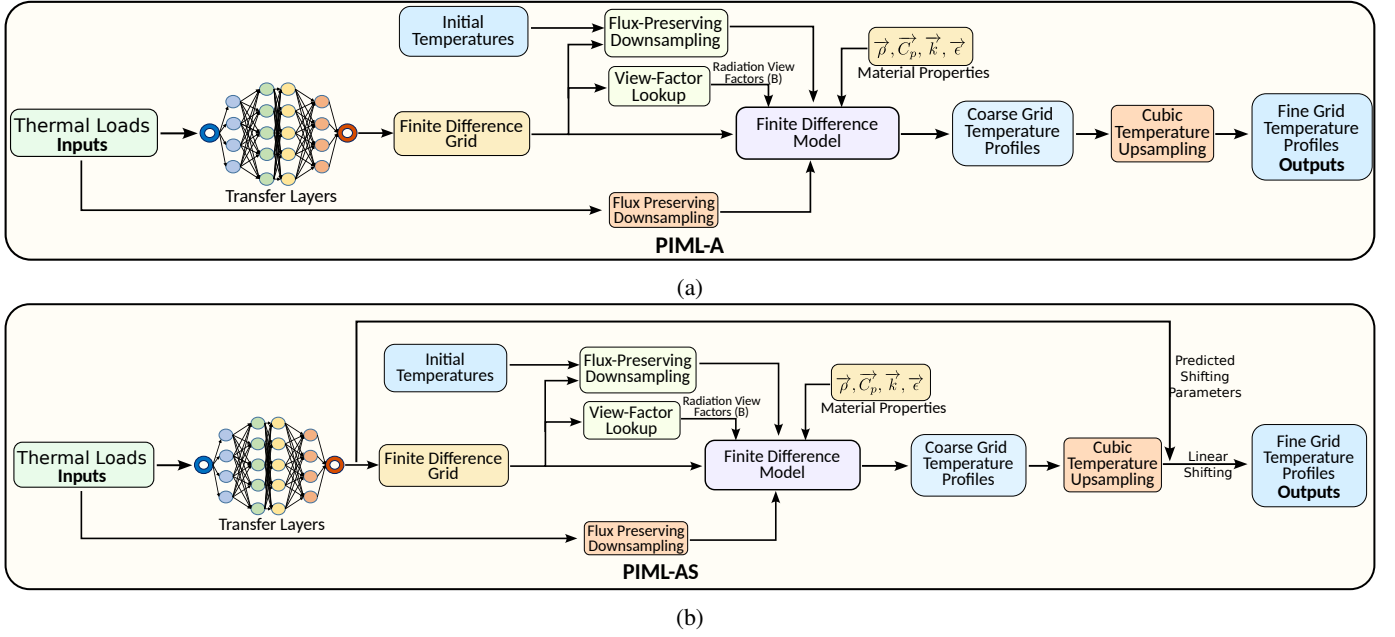 Initial
Temperatures
Flux-Preserving
Downsampling
Radiation View
Factors (B)
View-Factor
Lookup
ρ, C_p, k, ϵ
Material Properties
Thermal Loads
Inputs
Transfer Layers
Finite Difference
Grid
Finite Difference
Model
Coarse Grid
Temperature
Profiles
Cubic
Temperature
Upsampling
Fine Grid
Temperature
Profiles
Outputs
Flux Preserving
Downsampling
PIML-A
(a)
Initial
Temperatures
Flux-Preserving
Downsampling
Radiation View
Factors (B)
View-Factor
Lookup
ρ, C_p, k, ϵ
Material Properties
Predicted
Shifting
Parameters
Thermal Loads
Inputs
Transfer Layers
Finite Difference
Grid
Finite Difference
Model
Coarse Grid
Temperature
Profiles
Cubic
Temperature
Upsampling
Linear
Shifting
Fine Grid
Temperature
Profiles
Outputs
Flux Preserving
Downsampling
PIML-AS
(b)